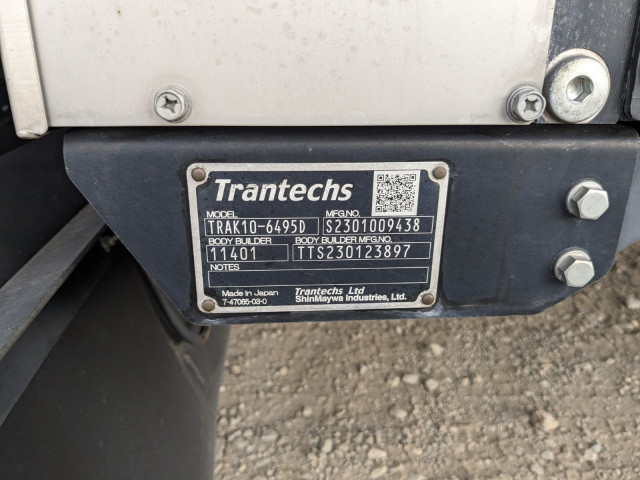 Trantechs
MODEL MFG.NO.
TRAK10-6495D S2301009438
BODY BUILDER BODY BUILDER MFG.NO.
11401 TTS230123897
NOTES
Made in Japan Trantechs Ltd
7-47065-03-0 ShinMaywa Industries, Ltd.